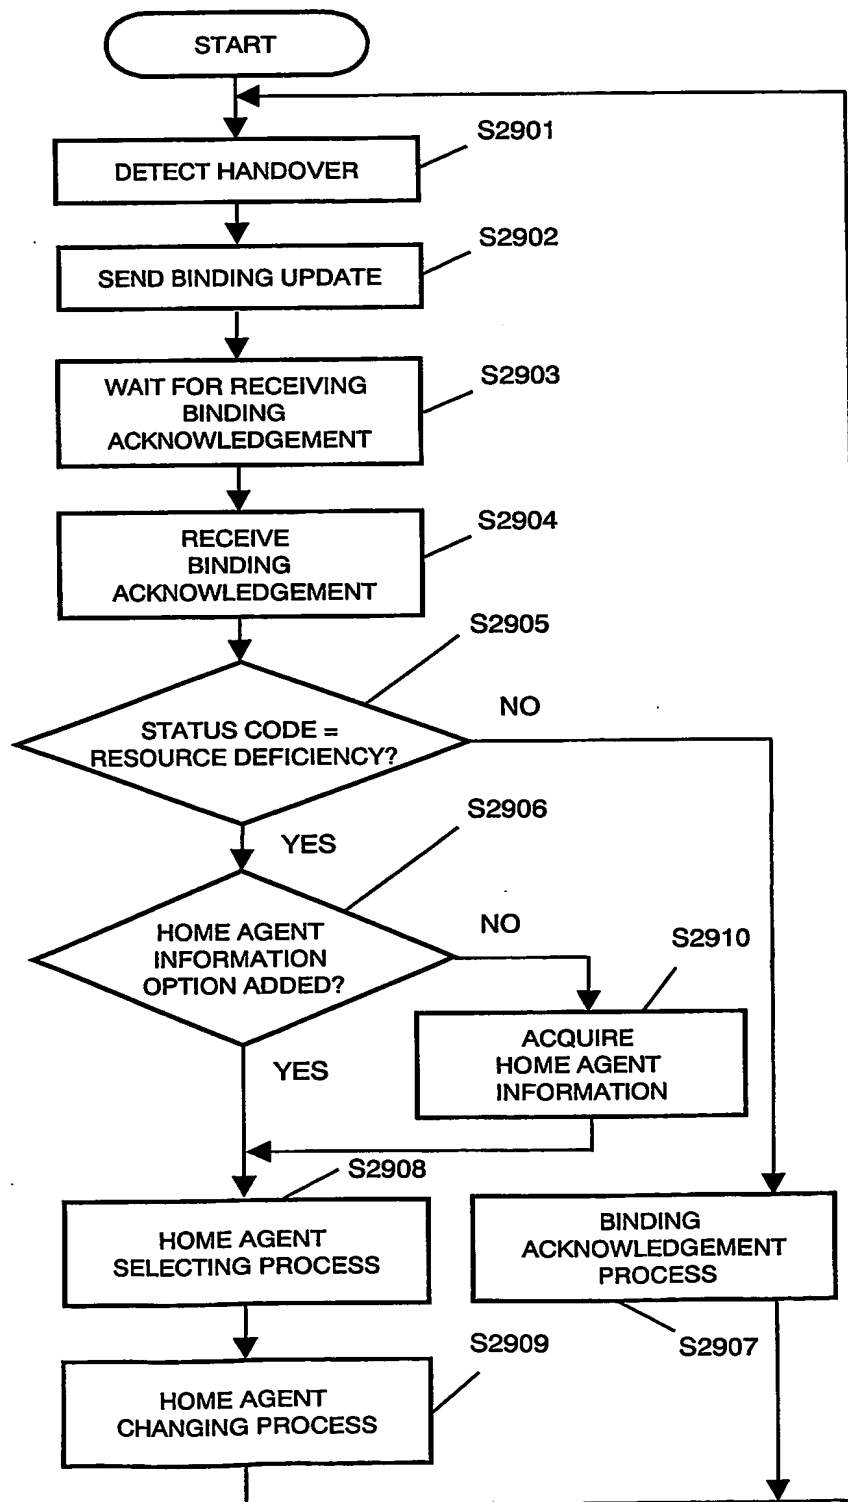 START
DETECT HANDOVER
S2901
SEND BINDING UPDATE
S2902
WAIT FOR RECEIVING
BINDING
ACKNOWLEDGEMENT
S2903
RECEIVE
BINDING
ACKNOWLEDGEMENT
S2904
S2905
STATUS CODE =
RESOURCE DEFICIENCY?
NO
YES
S2906
HOME AGENT
INFORMATION
OPTION ADDED?
NO
S2910
ACQUIRE
HOME AGENT
INFORMATION
YES
S2908
HOME AGENT
SELECTING PROCESS
BINDING
ACKNOWLEDGEMENT
PROCESS
S2907
S2909
HOME AGENT
CHANGING PROCESS